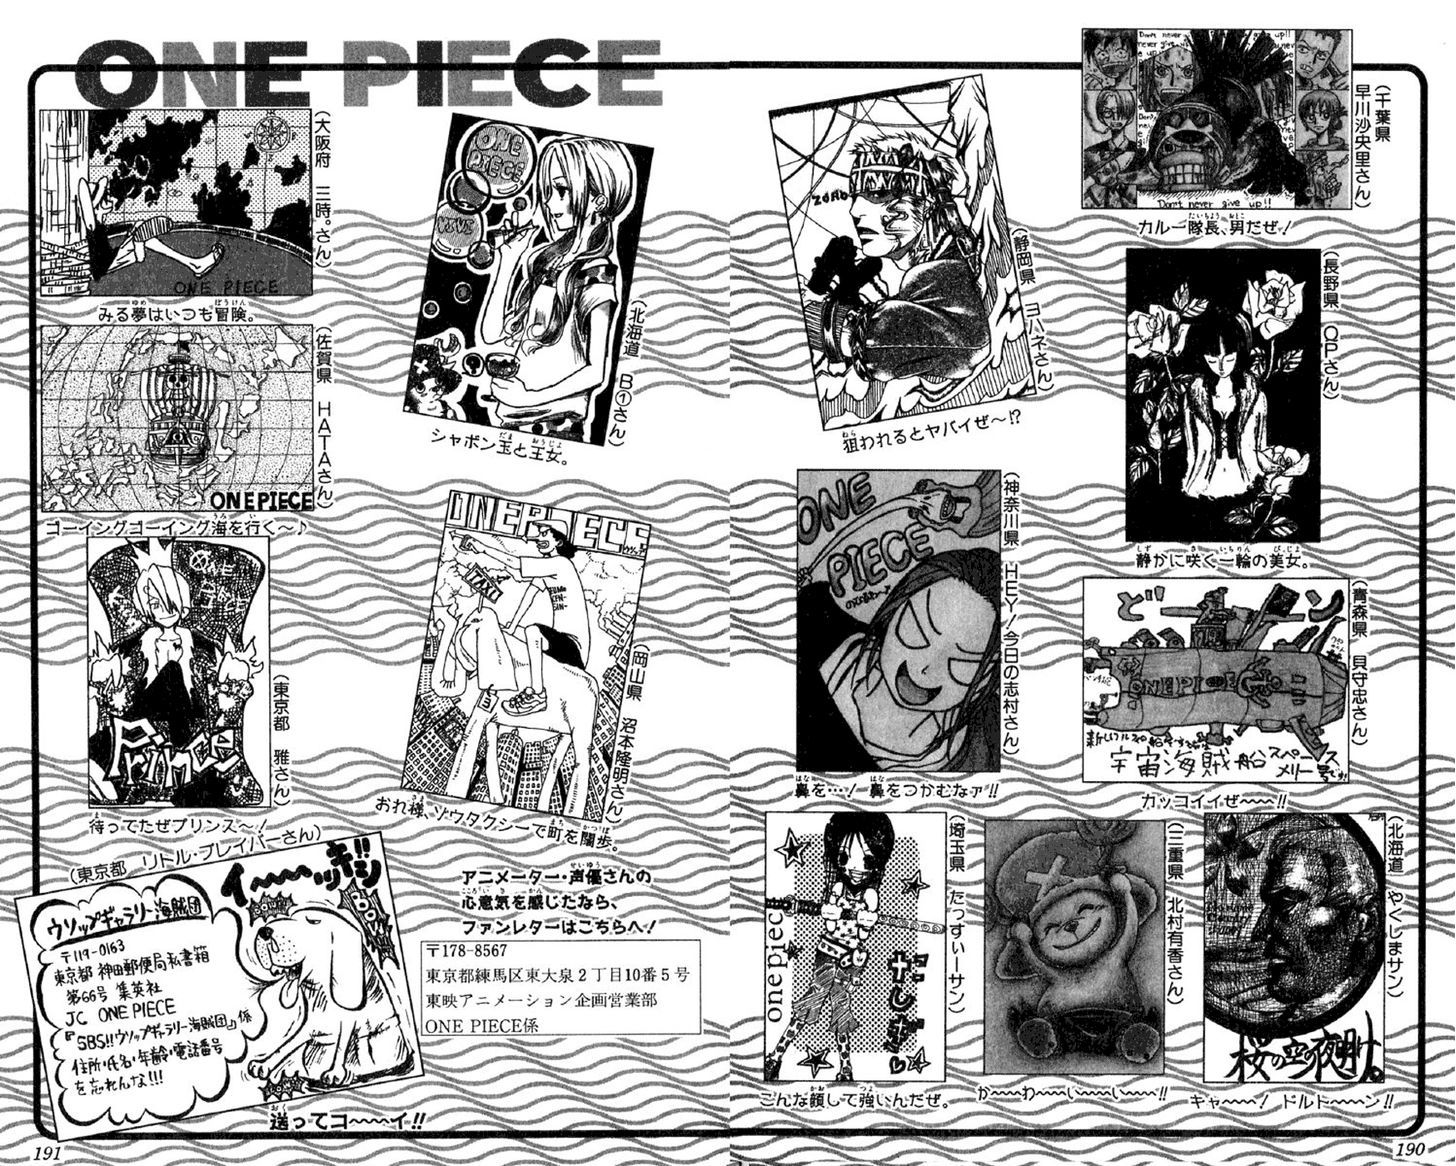 ONE PIECE
Don't never give up!!
(千葉県
早川沙央里さん)
カルー隊長、男だぜ!
ZORO
(静岡県 ヨハネさん)
狙われるとヤバイぜ~!?
(長野県 OPさん)
静かに咲く一輪の美女。
ONE
PIECE
(神奈川県 HEY!今日の志村さん)
鼻を…! 鼻をつかむなァ!!
ど ン
ONE PIECE
宇宙海賊船スペース
メリー号です!!
(青森県 貝守忠さん)
カッコイイぜ~~!!
one piece
(埼玉県 たっすぃーサン)
こんな顔して強いんだぜ。
(三重県 北村有香さん)
か~~わ~~い~~い~~!!
桜の空の夜明け。
(北海道 やくしまサン)
キャ~~! ドルト~~ン!!
190
ONE PIECE
(大阪府 三時。さん)
みる夢はいつも冒険。
ONE PIECE
(佐賀県 HATAさん)
ゴーイングゴーイング海を行く~♪
ONE
PIECE
VIVI
(北海道 B①さん)
シャボン玉と王女。
ONE PIECE
TAXI
(岡山県 沼本隆明さん)
おれ様、ゾウタクシーで町を闊歩。
Prince
(東京都 雅さん)
待ってたぜプリンス~!
(東京都 リトル・ブレイバーさん)
ウソップギャラリー海賊団
〒119-0163
東京都 神田郵便局私書箱
第66号 集英社
JC ONE PIECE
『SBS!!ウソップギャラリー海賊団』係
住所・氏名・年齢・電話番号
を忘れんな!!!
送ってコ~~~イ!!
アニメーター・声優さんの
心意気を感じたなら、
ファンレターはこちらへ!
〒178-8567
東京都練馬区東大泉2丁目10番5号
東映アニメーション企画営業部
ONE PIECE係
191